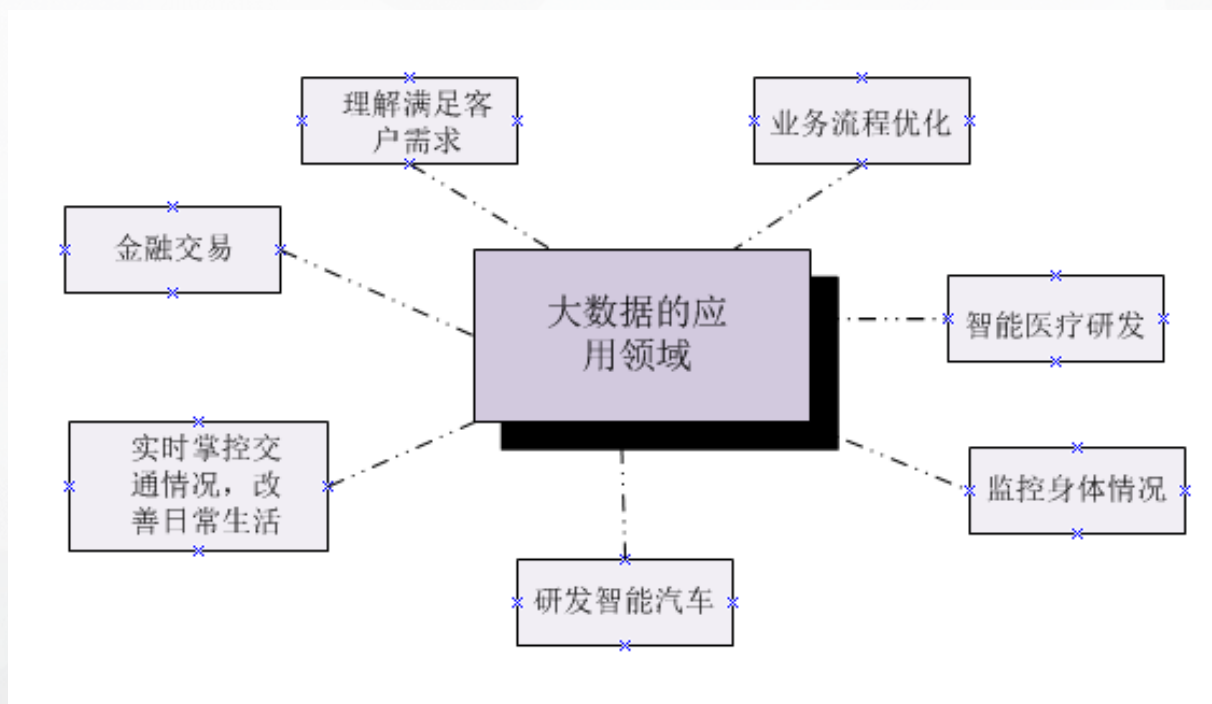 理解满足客
户需求
业务流程优化
金融交易
大数据的应
用领域
智能医疗研发
实时掌控交
通情况，改
善日常生活
监控身体情况
研发智能汽车